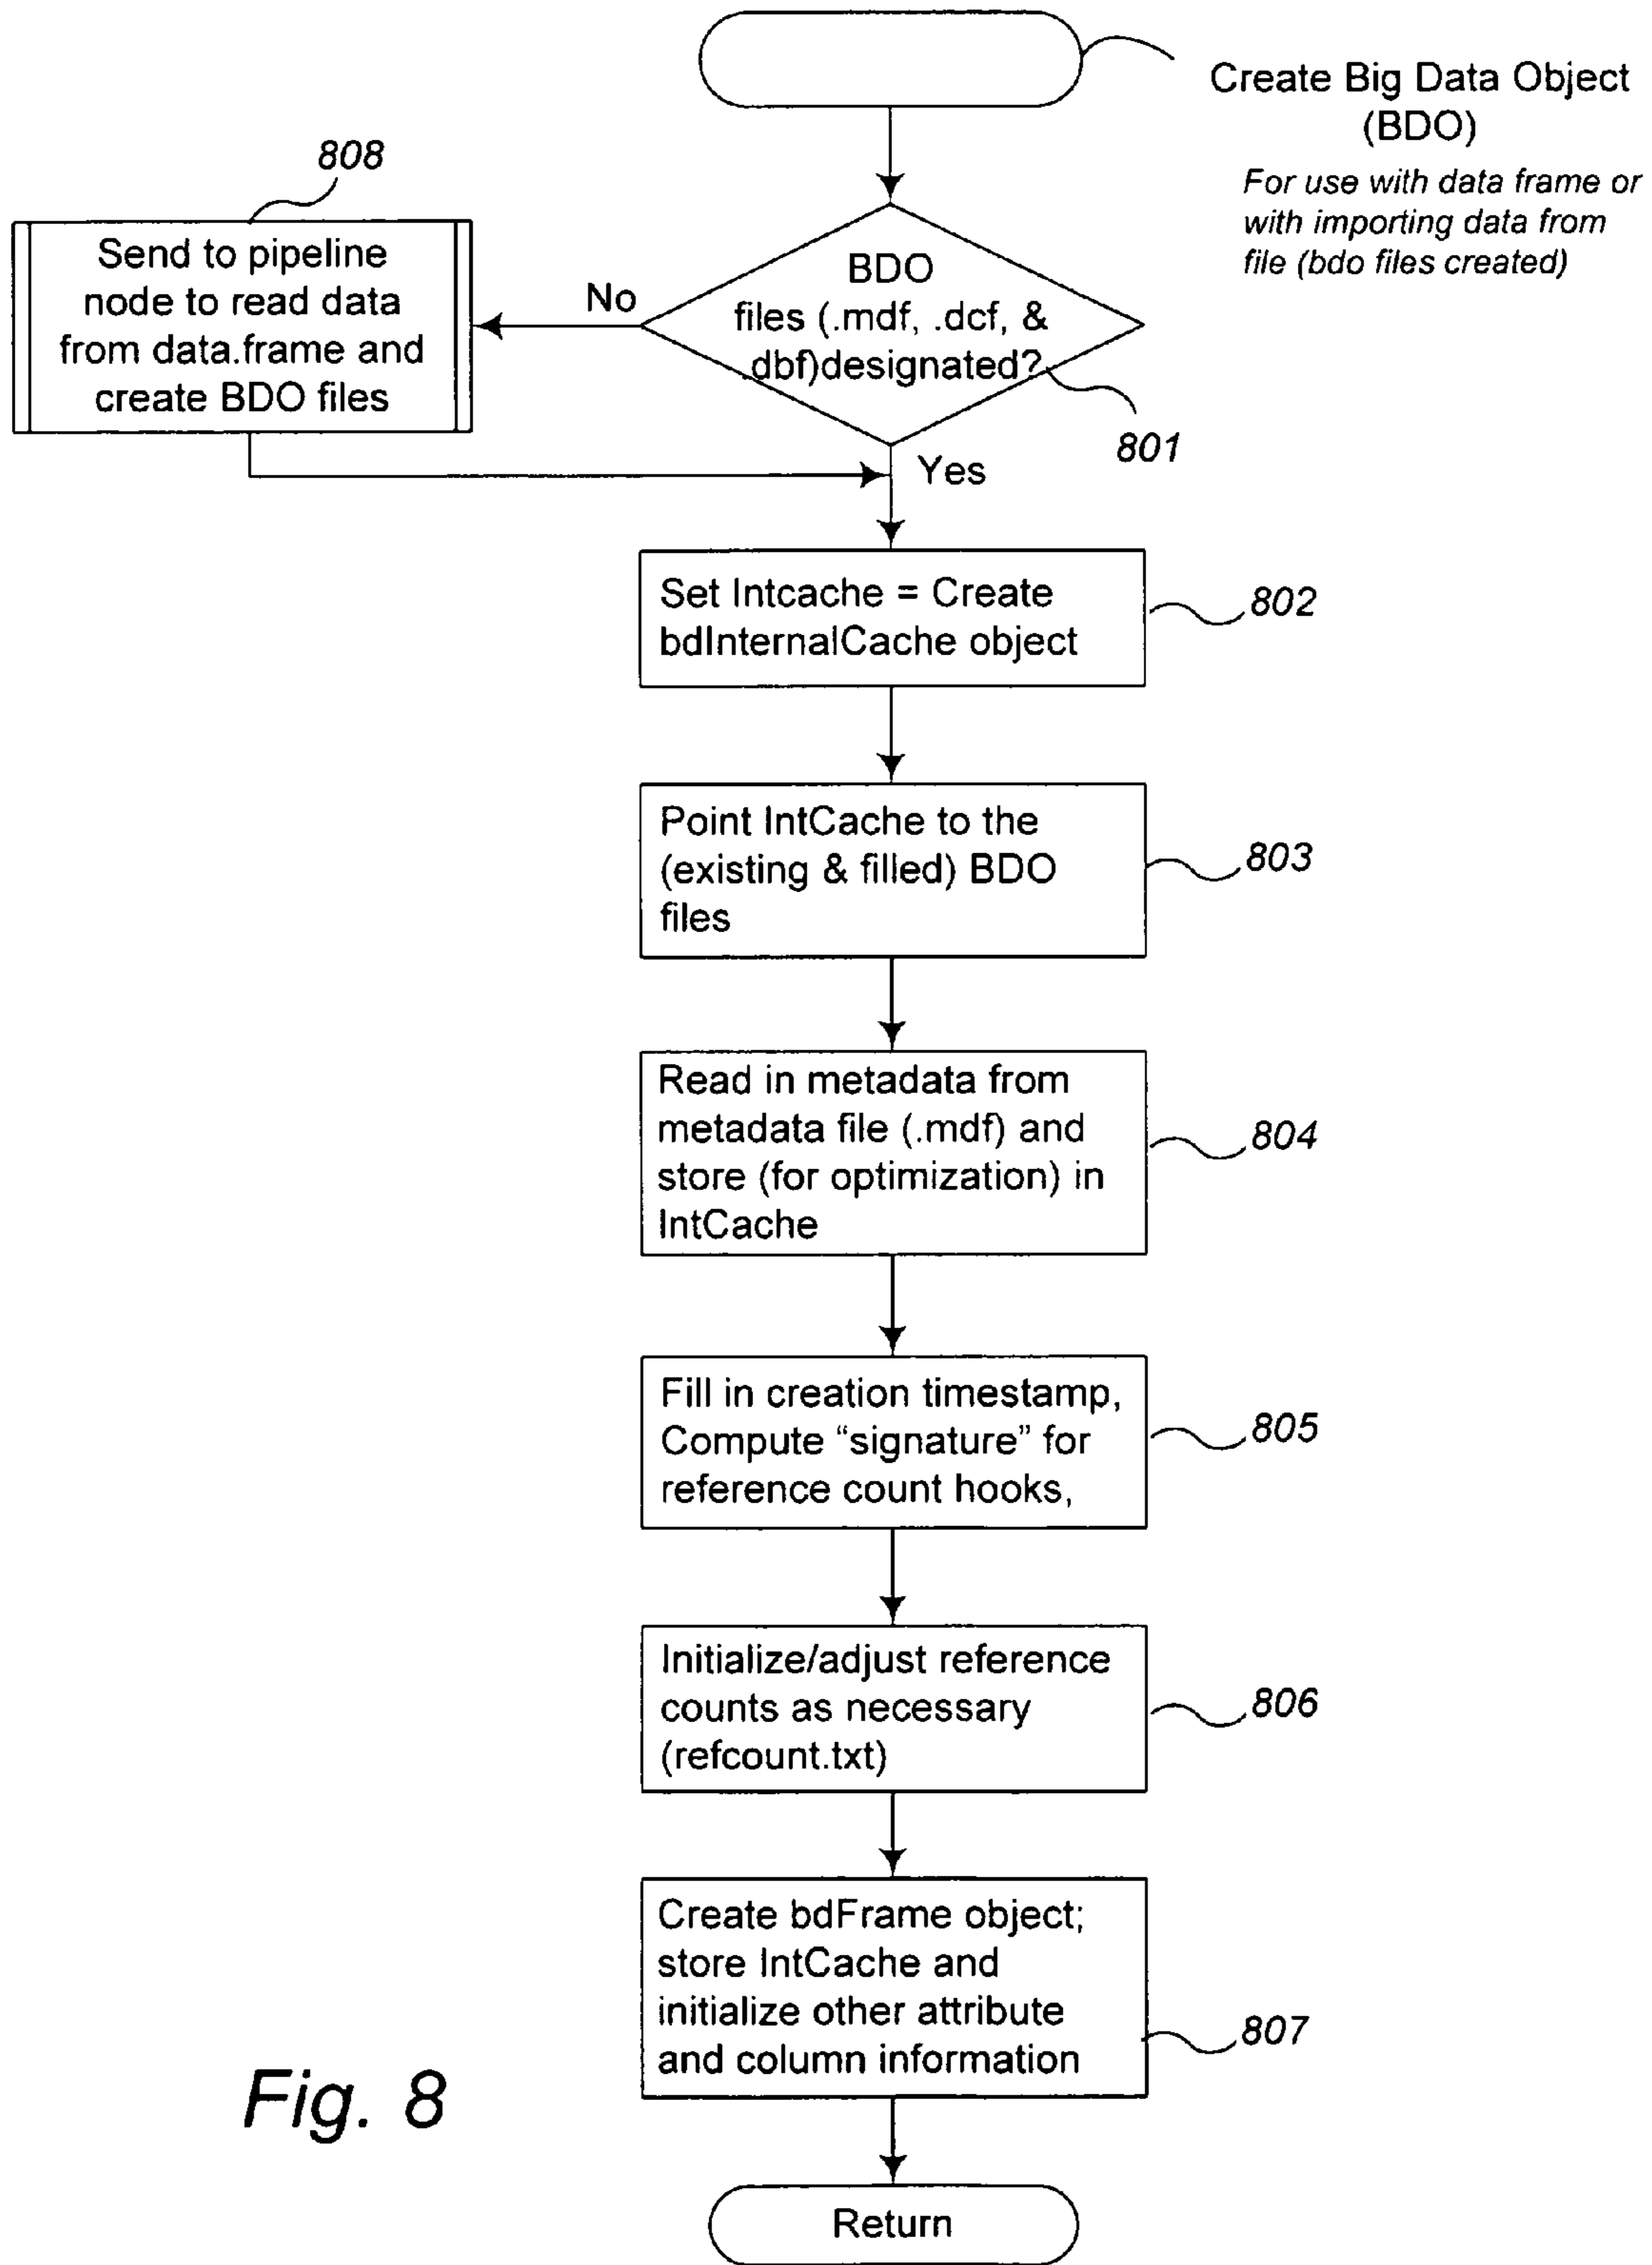 Create Big Data Object
(BDO)
For use with data frame or
with importing data from
file (bdo files created)
808
Send to pipeline
node to read data
from data.frame and
create BDO files
No
BDO
files (.mdf, .dcf, &
.dbf)designated?
801
Yes
Set Intcache = Create
bdInternalCache object
802
Point IntCache to the
(existing & filled) BDO
files
803
Read in metadata from
metadata file (.mdf) and
store (for optimization) in
IntCache
804
Fill in creation timestamp,
Compute “signature” for
reference count hooks,
805
Initialize/adjust reference
counts as necessary
(refcount.txt)
806
Create bdFrame object;
store IntCache and
initialize other attribute
and column information
807
Fig. 8
Return